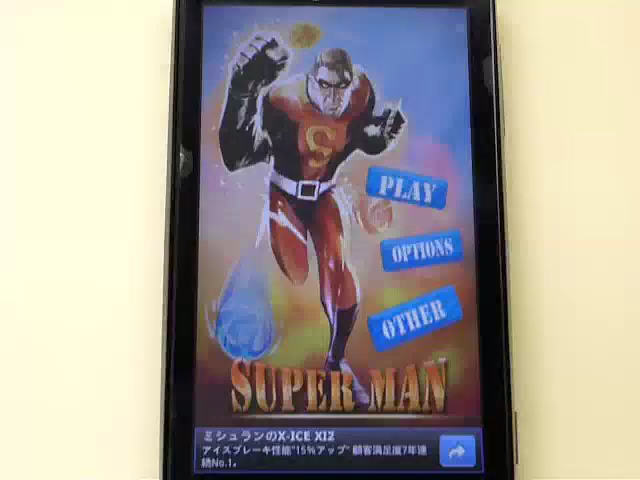 S
PLAY
OPTIONS
OTHER
SUPER MAN
ミシュランのX-ICE XI2
アイスブレーキ性能"15%アップ" 顧客満足度7年連
続No.1。